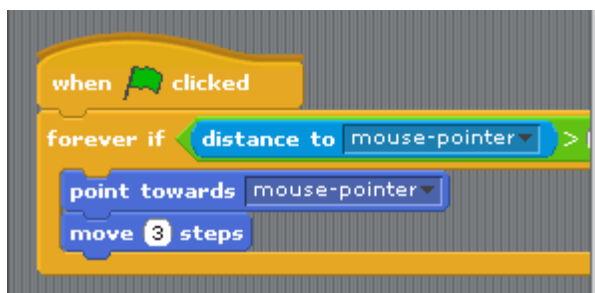 when clicked
forever if distance to mouse-pointer >
point towards mouse-pointer
move 3 steps